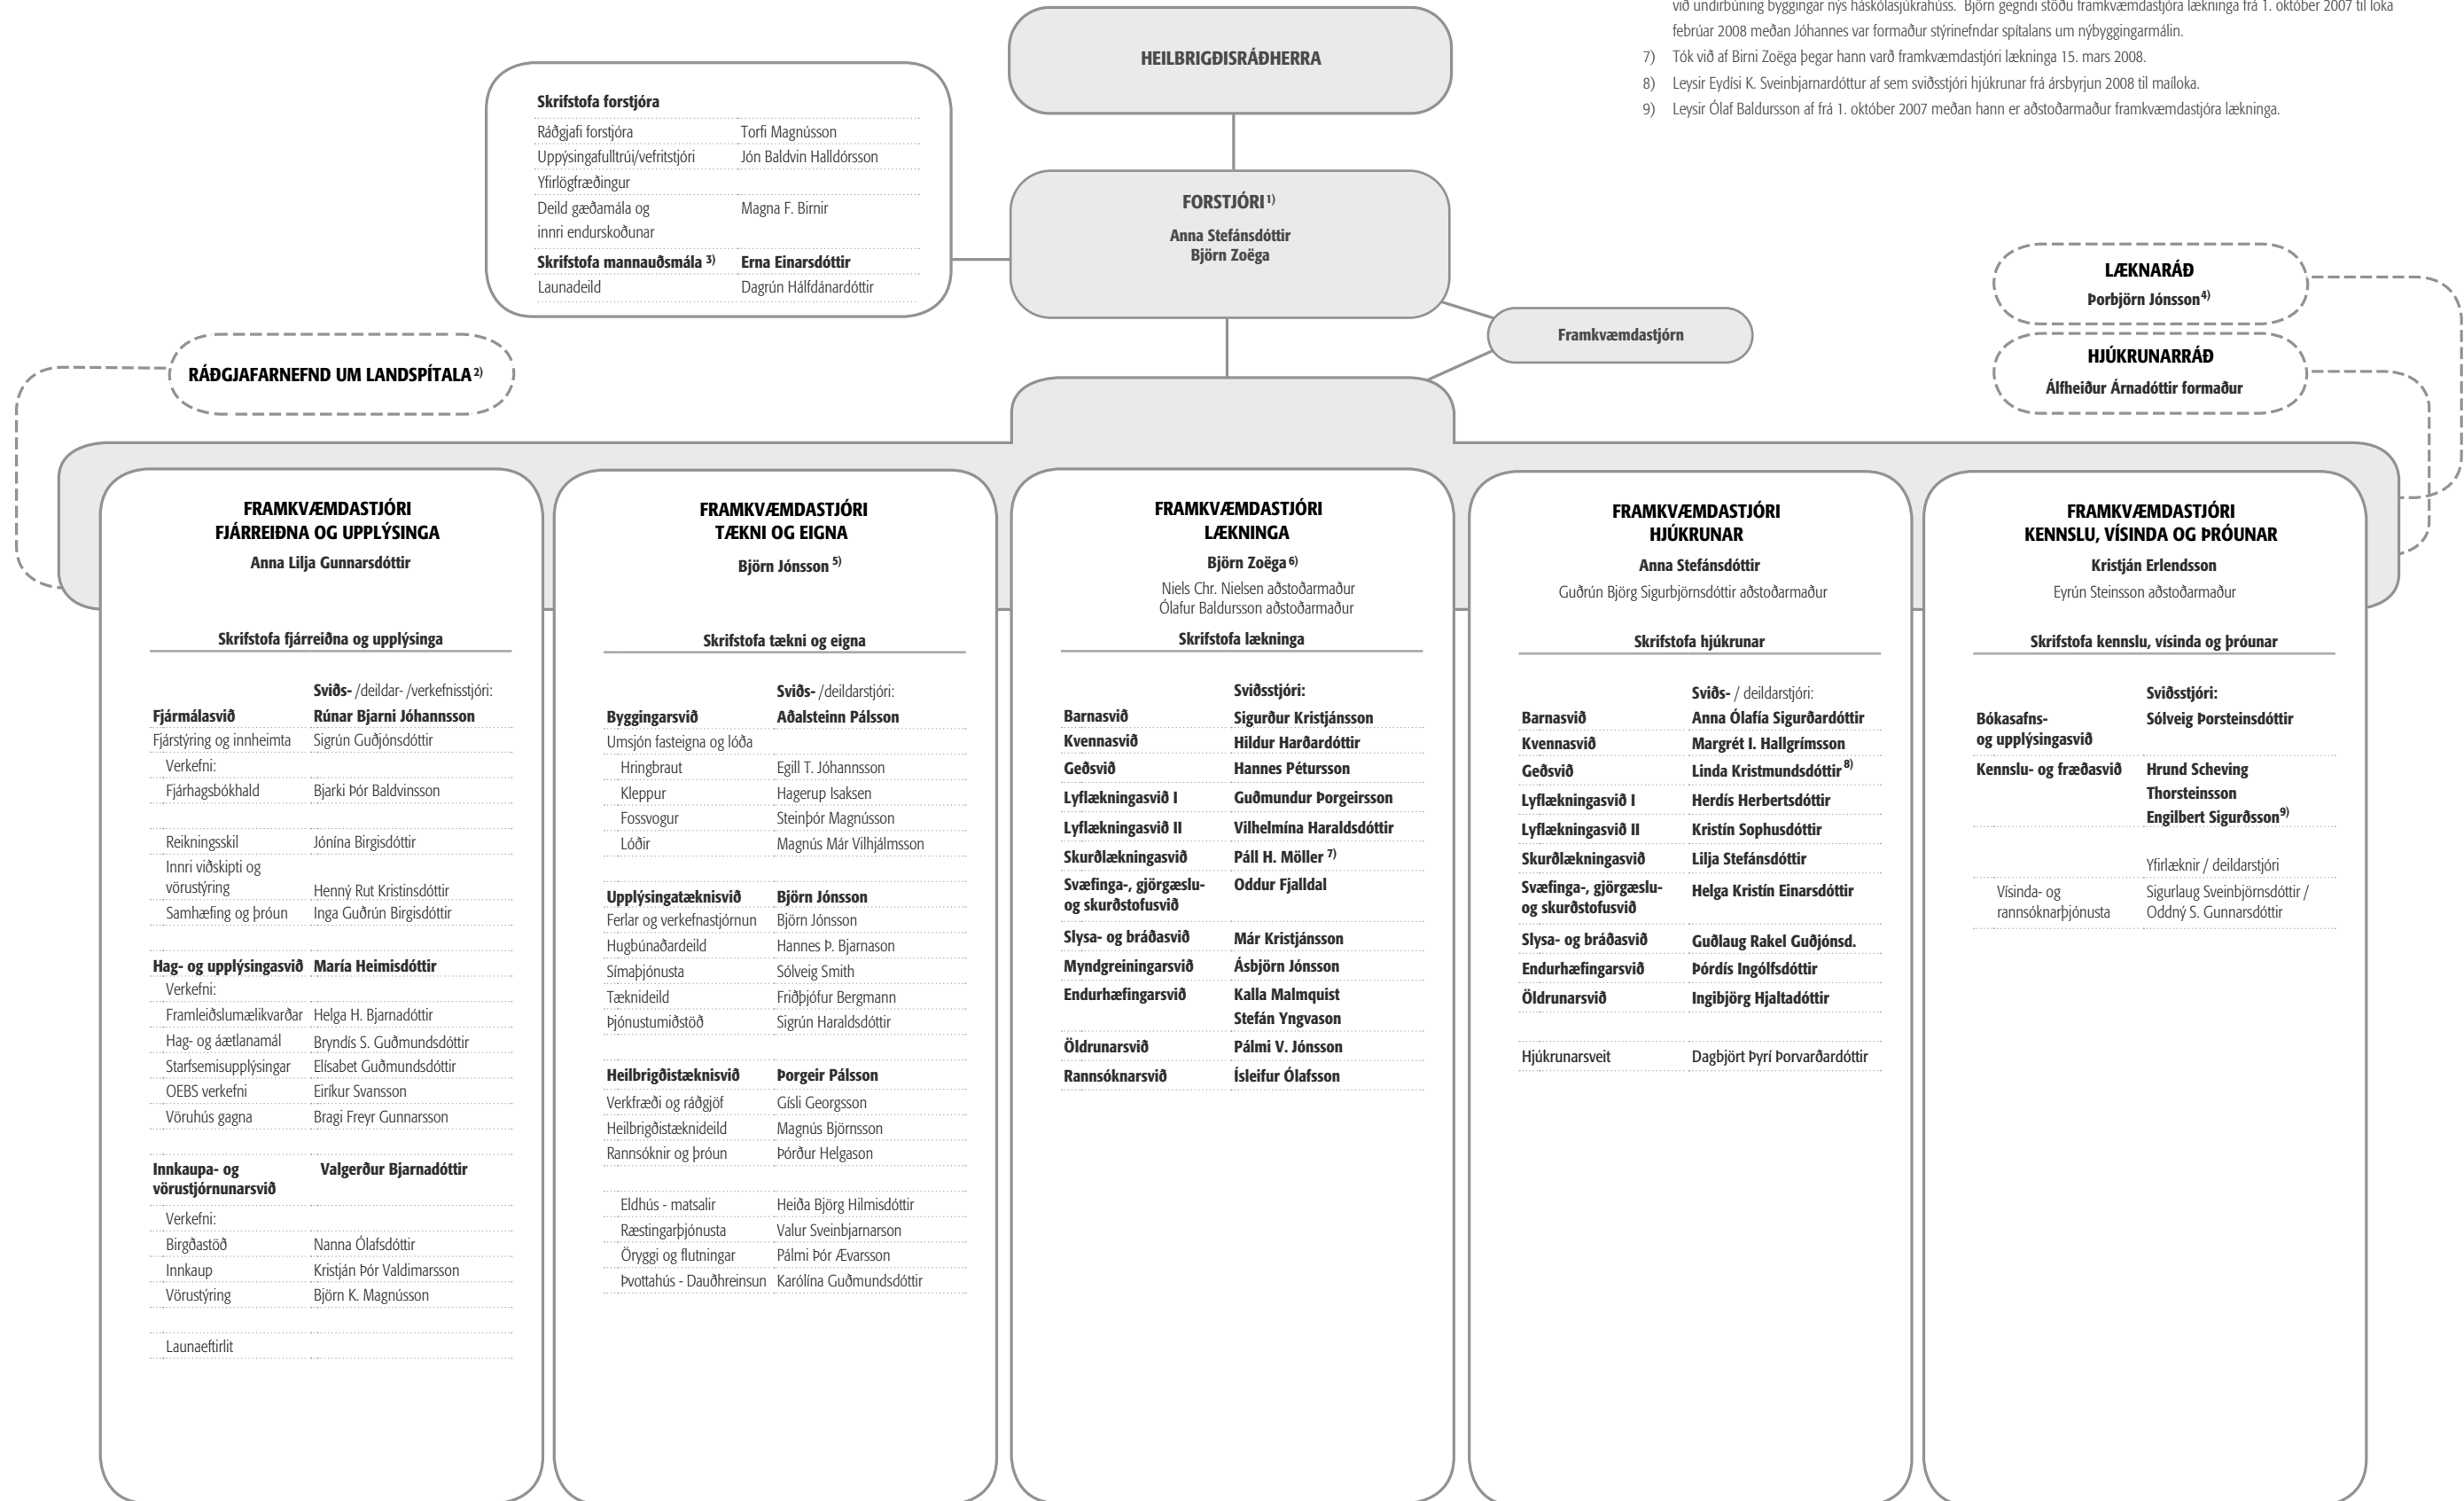 við undirbúning byggingar nýs háskólasjúkrahúss. Björn gegndi stöðu framkvæmdastjóra lækninga frá 1. október 2007 til loka
febrúar 2008 meðan Jóhannes var formaður stýrinefndar spítalans um nýbyggingarmálin.
7) Tók við af Birni Zoëga þegar hann varð framkvæmdastjóri lækninga 15. mars 2008.
8) Leysir Eydísi K. Sveinbjarnardóttur af sem sviðsstjóri hjúkrunar frá ársbyrjun 2008 til maíloka.
9) Leysir Ólaf Baldursson af frá 1. október 2007 meðan hann er aðstoðarmaður framkvæmdastjóra lækninga.
HEILBRIGÐISRÁÐHERRA
Skrifstofa forstjóra
Ráðgjafi forstjóra Torfi Magnússon
Uppýsingafulltrúi/vefritstjóri Jón Baldvin Halldórsson
Yfirlögfræðingur
Deild gæðamála og Magna F. Birnir
innri endurskoðunar
Skrifstofa mannauðsmála 3) Erna Einarsdóttir
Launadeild Dagrún Hálfdánardóttir
FORSTJÓRI 1)
Anna Stefánsdóttir
Björn Zoëga
Framkvæmdastjórn
LÆKNARÁÐ
Þorbjörn Jónsson 4)
HJÚKRUNARRÁÐ
Álfheiður Árnadóttir formaður
RÁÐGJAFARNEFND UM LANDSPÍTALA 2)
FRAMKVÆMDASTJÓRI
FJÁRREIÐNA OG UPPLÝSINGA
Anna Lilja Gunnarsdóttir
Skrifstofa fjárreiðna og upplýsinga
Sviðs- /deildar- /verkefnisstjóri:
Fjármálasvið Rúnar Bjarni Jóhannsson
Fjárstýring og innheimta Sigrún Guðjónsdóttir
Verkefni:
Fjárhagsbókhald Bjarki Þór Baldvinsson
Reikningsskil Jónína Birgisdóttir
Innri viðskipti og
vörustýring Henný Rut Kristinsdóttir
Samhæfing og þróun Inga Guðrún Birgisdóttir
Hag- og upplýsingasvið María Heimisdóttir
Verkefni:
Framleiðslumælikvarðar Helga H. Bjarnadóttir
Hag- og áætlanamál Bryndís S. Guðmundsdóttir
Starfsemisupplýsingar Elísabet Guðmundsdóttir
OEBS verkefni Eiríkur Svansson
Vöruhús gagna Bragi Freyr Gunnarsson
Innkaupa- og Valgerður Bjarnadóttir
vörustjórnunarsvið
Verkefni:
Birgðastöð Nanna Ólafsdóttir
Innkaup Kristján Þór Valdimarsson
Vörustýring Björn K. Magnússon
Launaeftirlit
FRAMKVÆMDASTJÓRI
TÆKNI OG EIGNA
Björn Jónsson 5)
Skrifstofa tækni og eigna
Sviðs- /deildarstjóri:
Byggingarsvið Aðalsteinn Pálsson
Umsjón fasteigna og lóða
Hringbraut Egill T. Jóhannsson
Kleppur Hagerup Isaksen
Fossvogur Steinþór Magnússon
Lóðir Magnús Már Vilhjálmsson
Upplýsingatæknisvið Björn Jónsson
Ferlar og verkefnastjórnun Björn Jónsson
Hugbúnaðardeild Hannes Þ. Bjarnason
Símaþjónusta Sólveig Smith
Tæknideild Friðþjófur Bergmann
Þjónustumiðstöð Sigrún Haraldsdóttir
Heilbrigðistæknisvið Þorgeir Pálsson
Verkfræði og ráðgjöf Gísli Georgsson
Heilbrigðistæknideild Magnús Björnsson
Rannsóknir og þróun Þórður Helgason
Eldhús - matsalir Heiða Björg Hilmisdóttir
Ræstingarþjónusta Valur Sveinbjarnarson
Öryggi og flutningar Pálmi Þór Ævarsson
Þvottahús - Dauðhreinsun Karólína Guðmundsdóttir
FRAMKVÆMDASTJÓRI
LÆKNINGA
Björn Zoëga 6)
Niels Chr. Nielsen aðstoðarmaður
Ólafur Baldursson aðstoðarmaður
Skrifstofa lækninga
Sviðsstjóri:
Barnasvið Sigurður Kristjánsson
Kvennasvið Hildur Harðardóttir
Geðsvið Hannes Pétursson
Lyflækningasvið I Guðmundur Þorgeirsson
Lyflækningasvið II Vilhelmína Haraldsdóttir
Skurðlækningasvið Páll H. Möller 7)
Svæfinga-, gjörgæslu- Oddur Fjalldal
og skurðstofusvið
Slysa- og bráðasvið Már Kristjánsson
Myndgreiningarsvið Ásbjörn Jónsson
Endurhæfingarsvið Kalla Malmquist
Stefán Yngvason
Öldrunarsvið Pálmi V. Jónsson
Rannsóknarsvið Ísleifur Ólafsson
FRAMKVÆMDASTJÓRI
HJÚKRUNAR
Anna Stefánsdóttir
Guðrún Björg Sigurbjörnsdóttir aðstoðarmaður
Skrifstofa hjúkrunar
Sviðs- / deildarstjóri:
Barnasvið Anna Ólafía Sigurðardóttir
Kvennasvið Margrét I. Hallgrímsson
Geðsvið Linda Kristmundsdóttir 8)
Lyflækningasvið I Herdís Herbertsdóttir
Lyflækningasvið II Kristín Sophusdóttir
Skurðlækningasvið Lilja Stefánsdóttir
Svæfinga-, gjörgæslu- Helga Kristín Einarsdóttir
og skurðstofusvið
Slysa- og bráðasvið Guðlaug Rakel Guðjónsd.
Endurhæfingarsvið Þórdís Ingólfsdóttir
Öldrunarsvið Ingibjörg Hjaltadóttir
Hjúkrunarsveit Dagbjört Þyrí Þorvarðardóttir
FRAMKVÆMDASTJÓRI
KENNSLU, VÍSINDA OG ÞRÓUNAR
Kristján Erlendsson
Eyrún Steinsson aðstoðarmaður
Skrifstofa kennslu, vísinda og þróunar
Sviðsstjóri:
Bókasafns- Sólveig Þorsteinsdóttir
og upplýsingasvið
Kennslu- og fræðasvið Hrund Scheving
Thorsteinsson
Engilbert Sigurðsson 9)
Yfirlæknir / deildarstjóri
Vísinda- og Sigurlaug Sveinbjörnsdóttir /
rannsóknarþjónusta Oddný S. Gunnarsdóttir